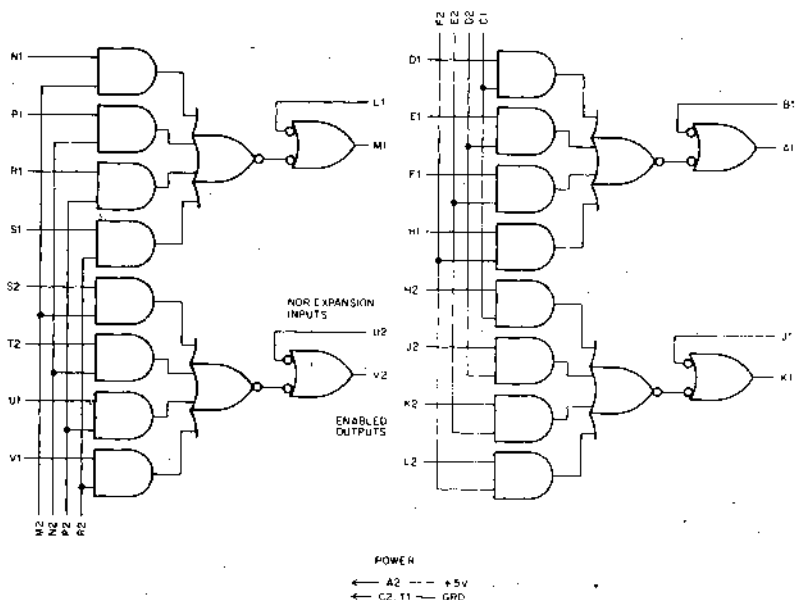 F2
E2
D2
C1
N1
P1
R1
S1
S2
T2
U1
V1
L1
M1
U2
V2
M2
N2
P2
R2
NOR EXPANSION
INPUTS
ENABLED
OUTPUTS
D1
E1
F1
H1
H2
J2
K2
L2
B1
A1
J1
K1
POWER
A2 +5V
C2, T1 GRD